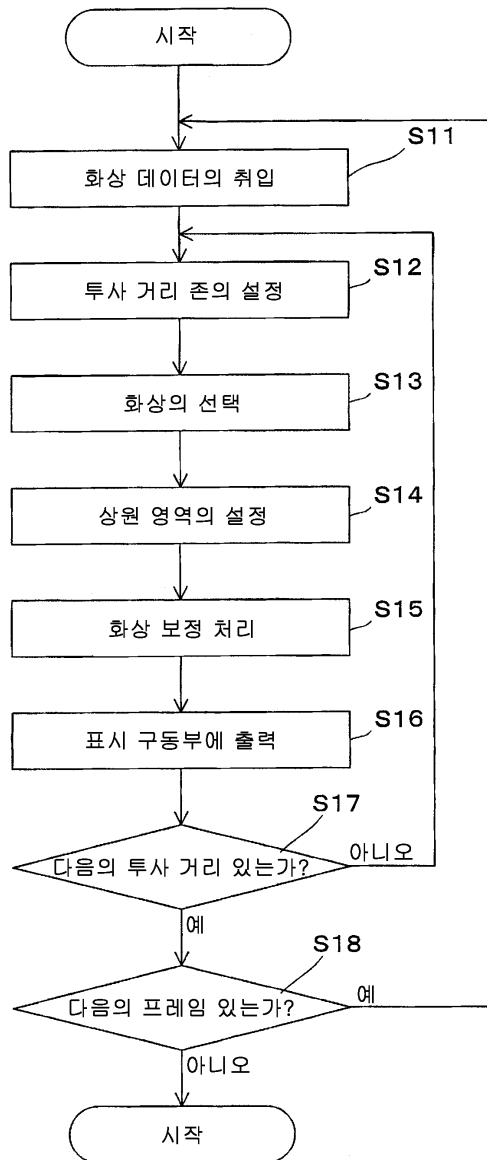 시작
S11
화상 데이터의 취입
S12
투사 거리 존의 설정
S13
화상의 선택
S14
상원 영역의 설정
S15
화상 보정 처리
S16
표시 구동부에 출력
S17
다음의 투사 거리 있는가?
아니오
예
S18
다음의 프레임 있는가?
예
아니오
시작